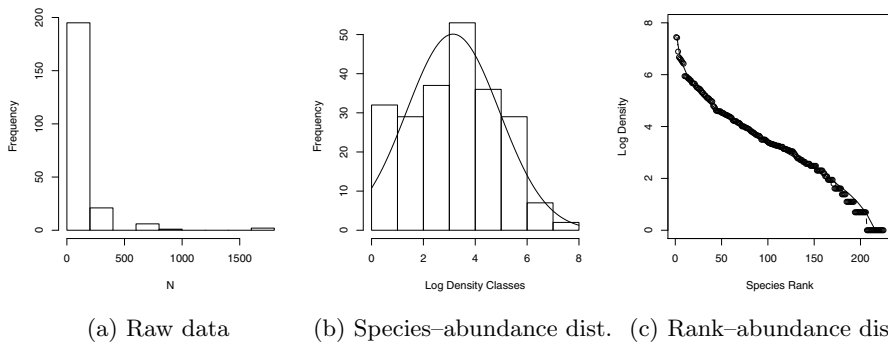 Frequency
0 50 100 150 200
0 500 1000 1500
N
(a) Raw data
Frequency
0 10 20 30 40 50
0 2 4 6 8
Log Density Classes
(b) Species–abundance dist.
Log Density
0 2 4 6 8
0 50 100 150 200
Species Rank
(c) Rank–abundance dis